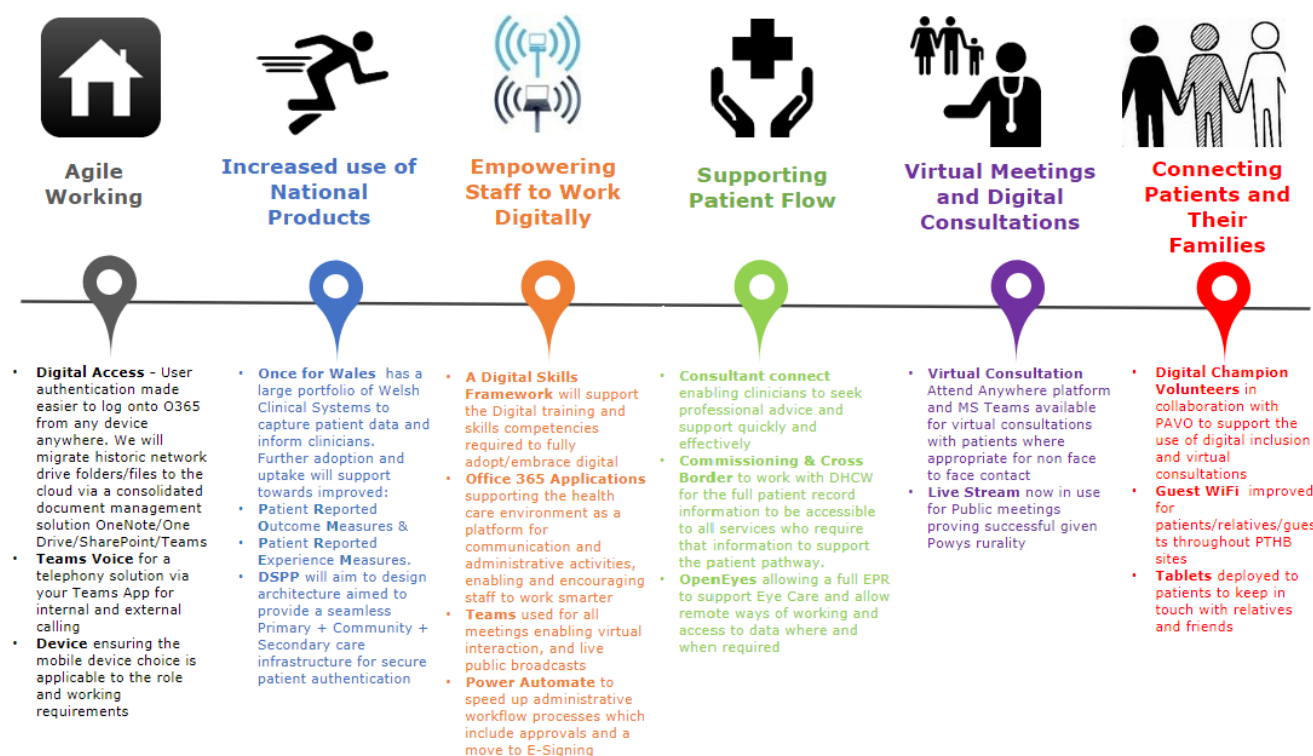 Agile
Working
Increased use of
National
Products
Empowering
Staff to Work
Digitally
Supporting
Patient Flow
Virtual Meetings
and Digital
Consultations
Connecting
Patients and
Their
Families
• Digital Access – User
authentication made
easier to log onto O365
from any device
anywhere. We will
migrate historic network
drive folders/files to the
cloud via a consolidated
document management
solution OneNote/One
Drive/SharePoint/Teams
• Teams Voice for a
telephony solution via
your Teams App for
internal and external
calling
• Device ensuring the
mobile device choice is
applicable to the role
and working
requirements
• Once for Wales has a
large portfolio of Welsh
Clinical Systems to
capture patient data and
inform clinicians.
Further adoption and
uptake will support
towards improved:
• Patient Reported
Outcome Measures &
• Patient Reported
Experience Measures.
• DSPP will aim to design
architecture aimed to
provide a seamless
Primary + Community +
Secondary care
infrastructure for secure
patient authentication
• A Digital Skills
Framework will support
the Digital training and
skills competencies
required to fully
adopt/embrace digital
• Office 365 Applications
supporting the health
care environment as a
platform for
communication and
administrative activities,
enabling and encouraging
staff to work smarter
• Teams used for all
meetings enabling virtual
interaction, and live
public broadcasts
• Power Automate to
speed up administrative
workflow processes which
include approvals and a
move to E-Signing
• Consultant connect
enabling clinicians to seek
professional advice and
support quickly and
effectively
• Commissioning & Cross
Border to work with DHCW
for the full patient record
information to be accessible
to all services who require
that information to support
the patient pathway.
• OpenEyes allowing a full EPR
to support Eye Care and allow
remote ways of working and
access to data where and
when required
• Virtual Consultation
Attend Anywhere platform
and MS Teams available
for virtual consultations
with patients where
appropriate for non face
to face contact
• Live Stream now in use
for Public meetings
proving successful given
Powys rurality
• Digital Champion
Volunteers in
collaboration with
PAVO to support the
use of digital inclusion
and virtual
consultations
• Guest WiFi improved
for
patients/relatives/gues
ts throughout PTHB
sites
• Tablets deployed to
patients to keep in
touch with relatives
and friends